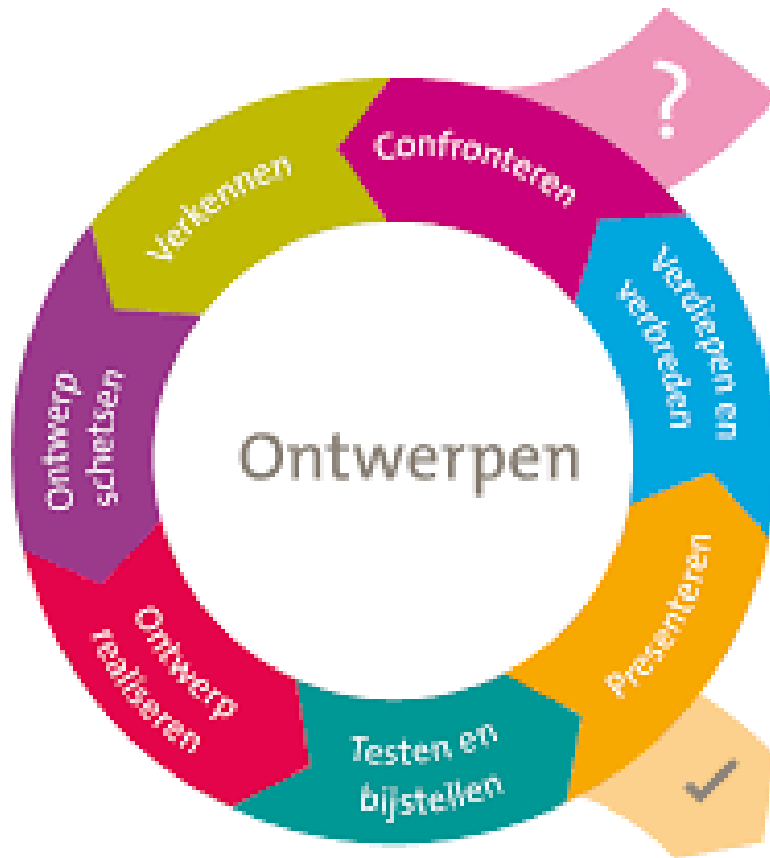 ?
Confronteren
Verkennen
Ontwerp
schetsen
Ontwerp
realiseren
Testen en
bijstellen
Presenteren
Verdiepen en
verbreden
Ontwerpen